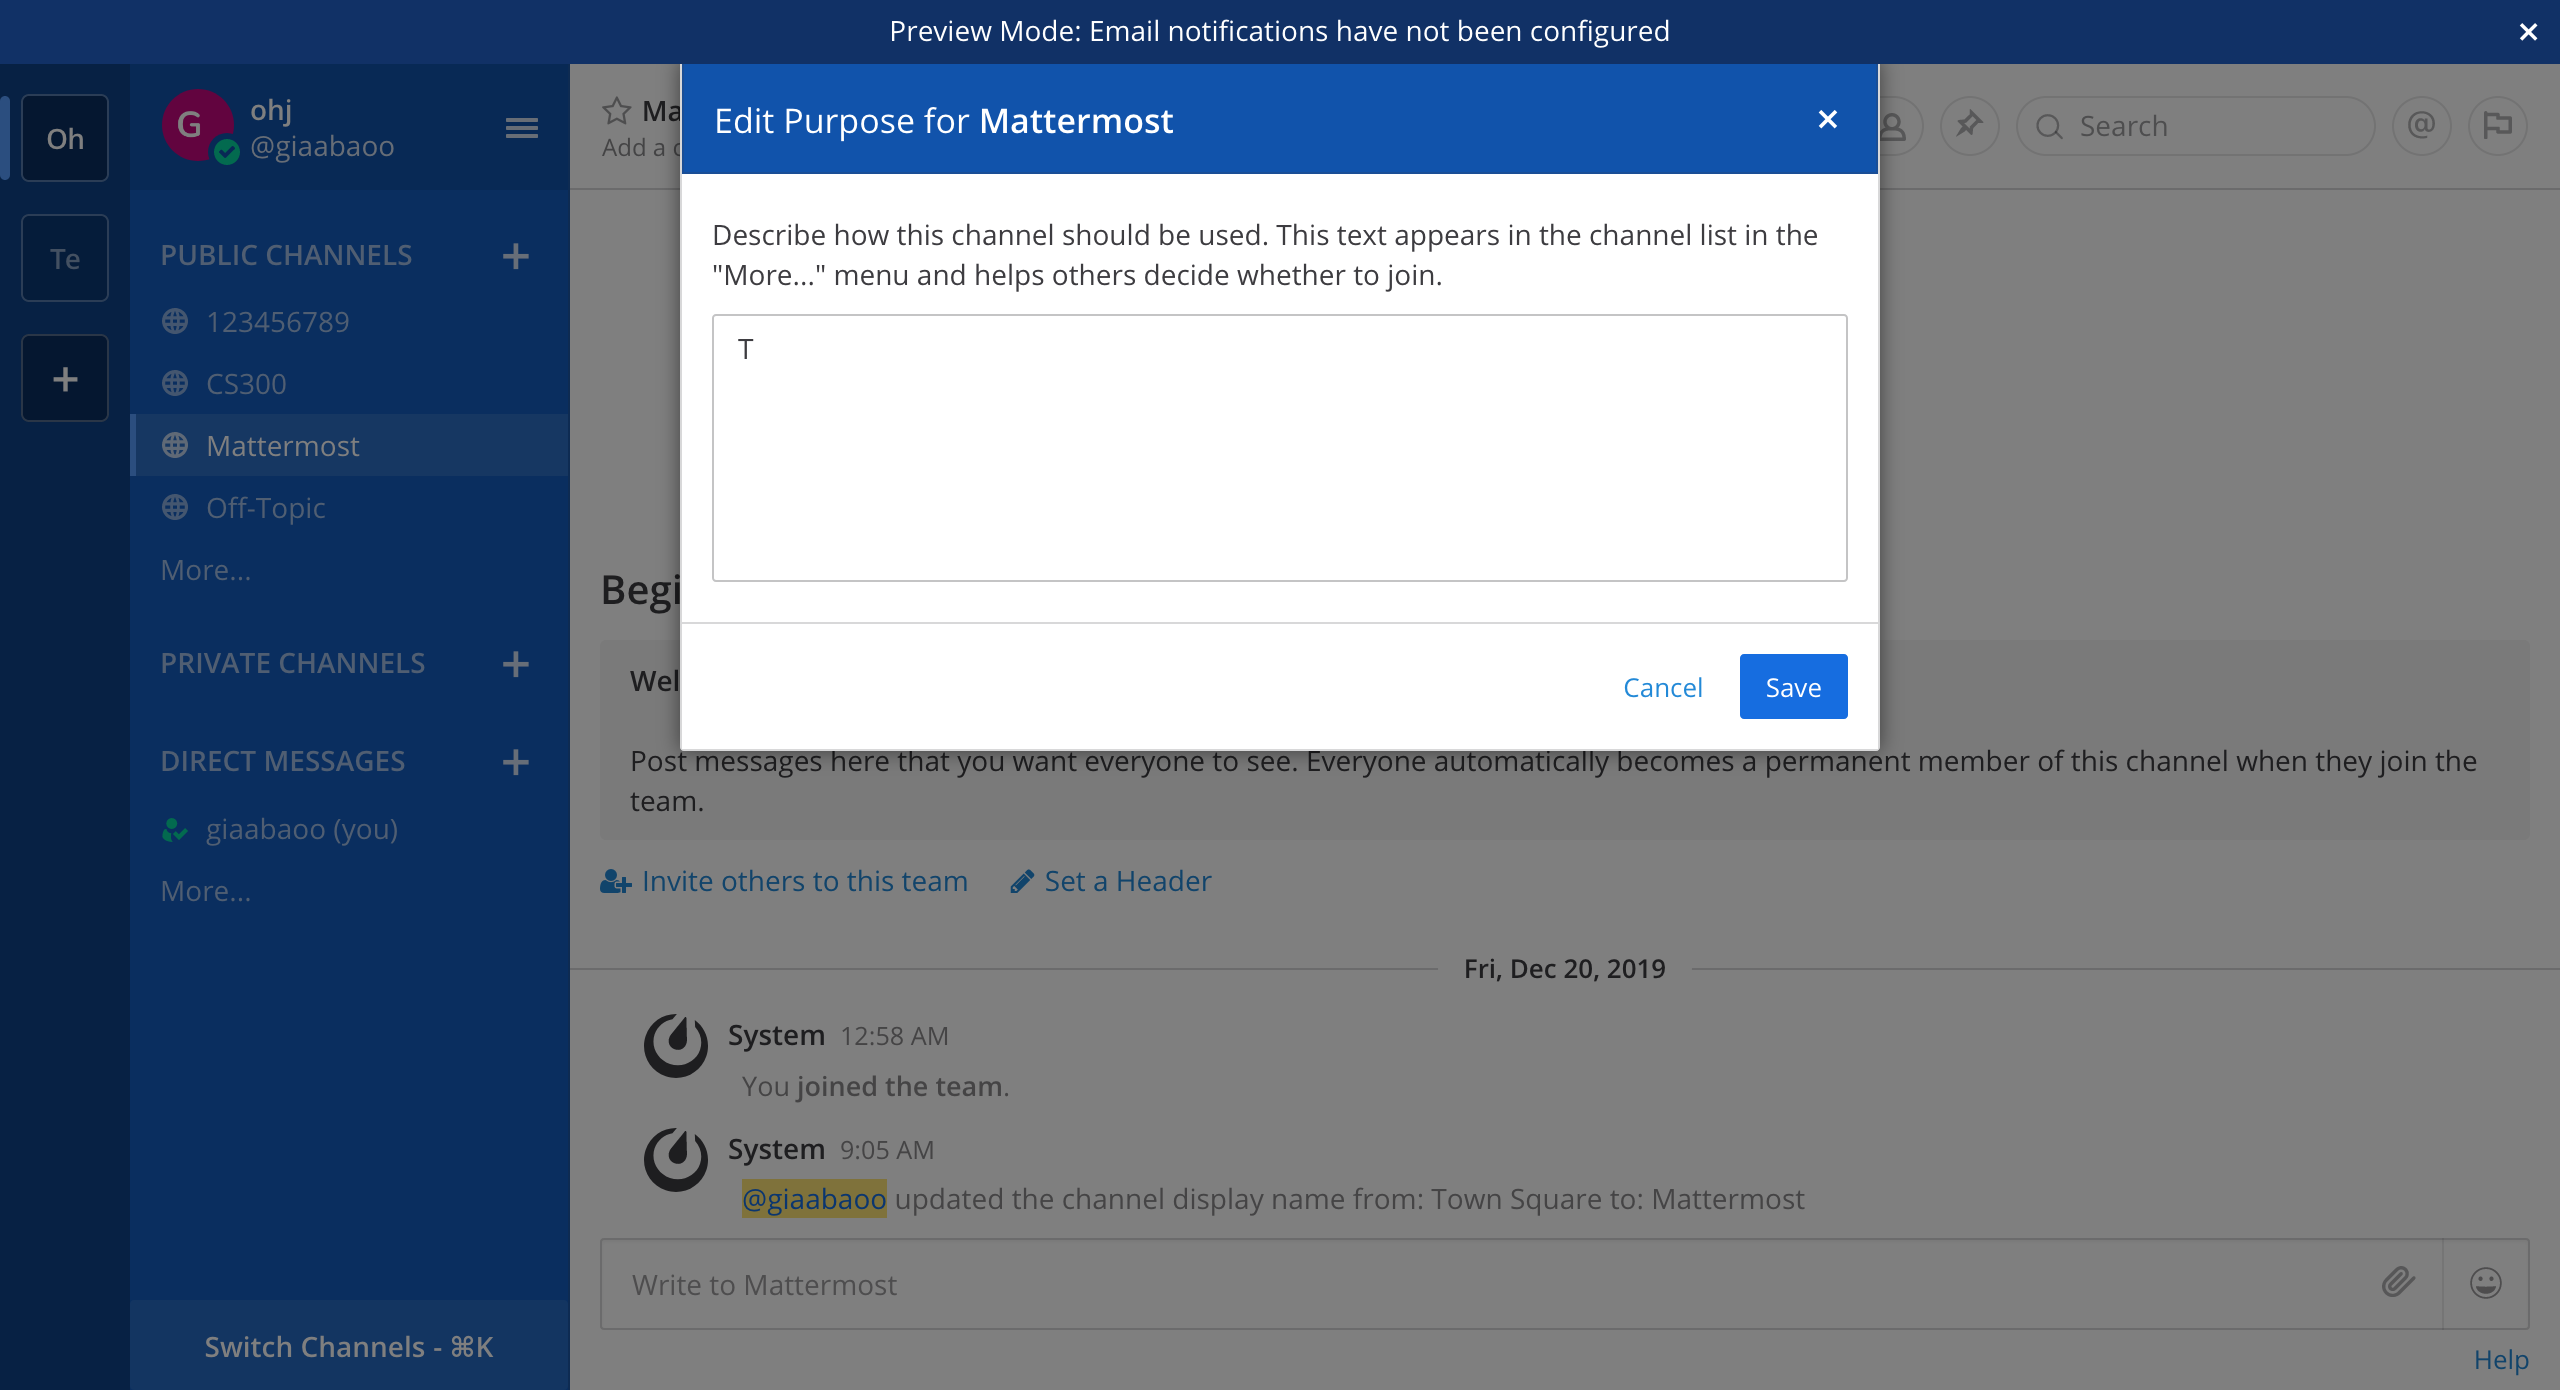 Preview Mode: Email notifications have not been configured
Oh
Te
G
ohj
@giaabaoo
PUBLIC CHANNELS
123456789
CS300
Mattermost
Off-Topic
More...
PRIVATE CHANNELS
DIRECT MESSAGES
giaabaoo (you)
More...
Switch Channels - ⌘K
Ma
Add a
Search
@
Edit Purpose for Mattermost
Describe how this channel should be used. This text appears in the channel list in the
"More..." menu and helps others decide whether to join.
T
Cancel
Save
Begi
Wel
Post messages here that you want everyone to see. Everyone automatically becomes a permanent member of this channel when they join the
team.
Invite others to this team
Set a Header
Fri, Dec 20, 2019
System 12:58 AM
You joined the team.
System 9:05 AM
@giaabaoo updated the channel display name from: Town Square to: Mattermost
Write to Mattermost
Help